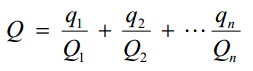 Q = q₁/Q₁ + q₂/Q₂ + ⋯ qₙ/Qₙ